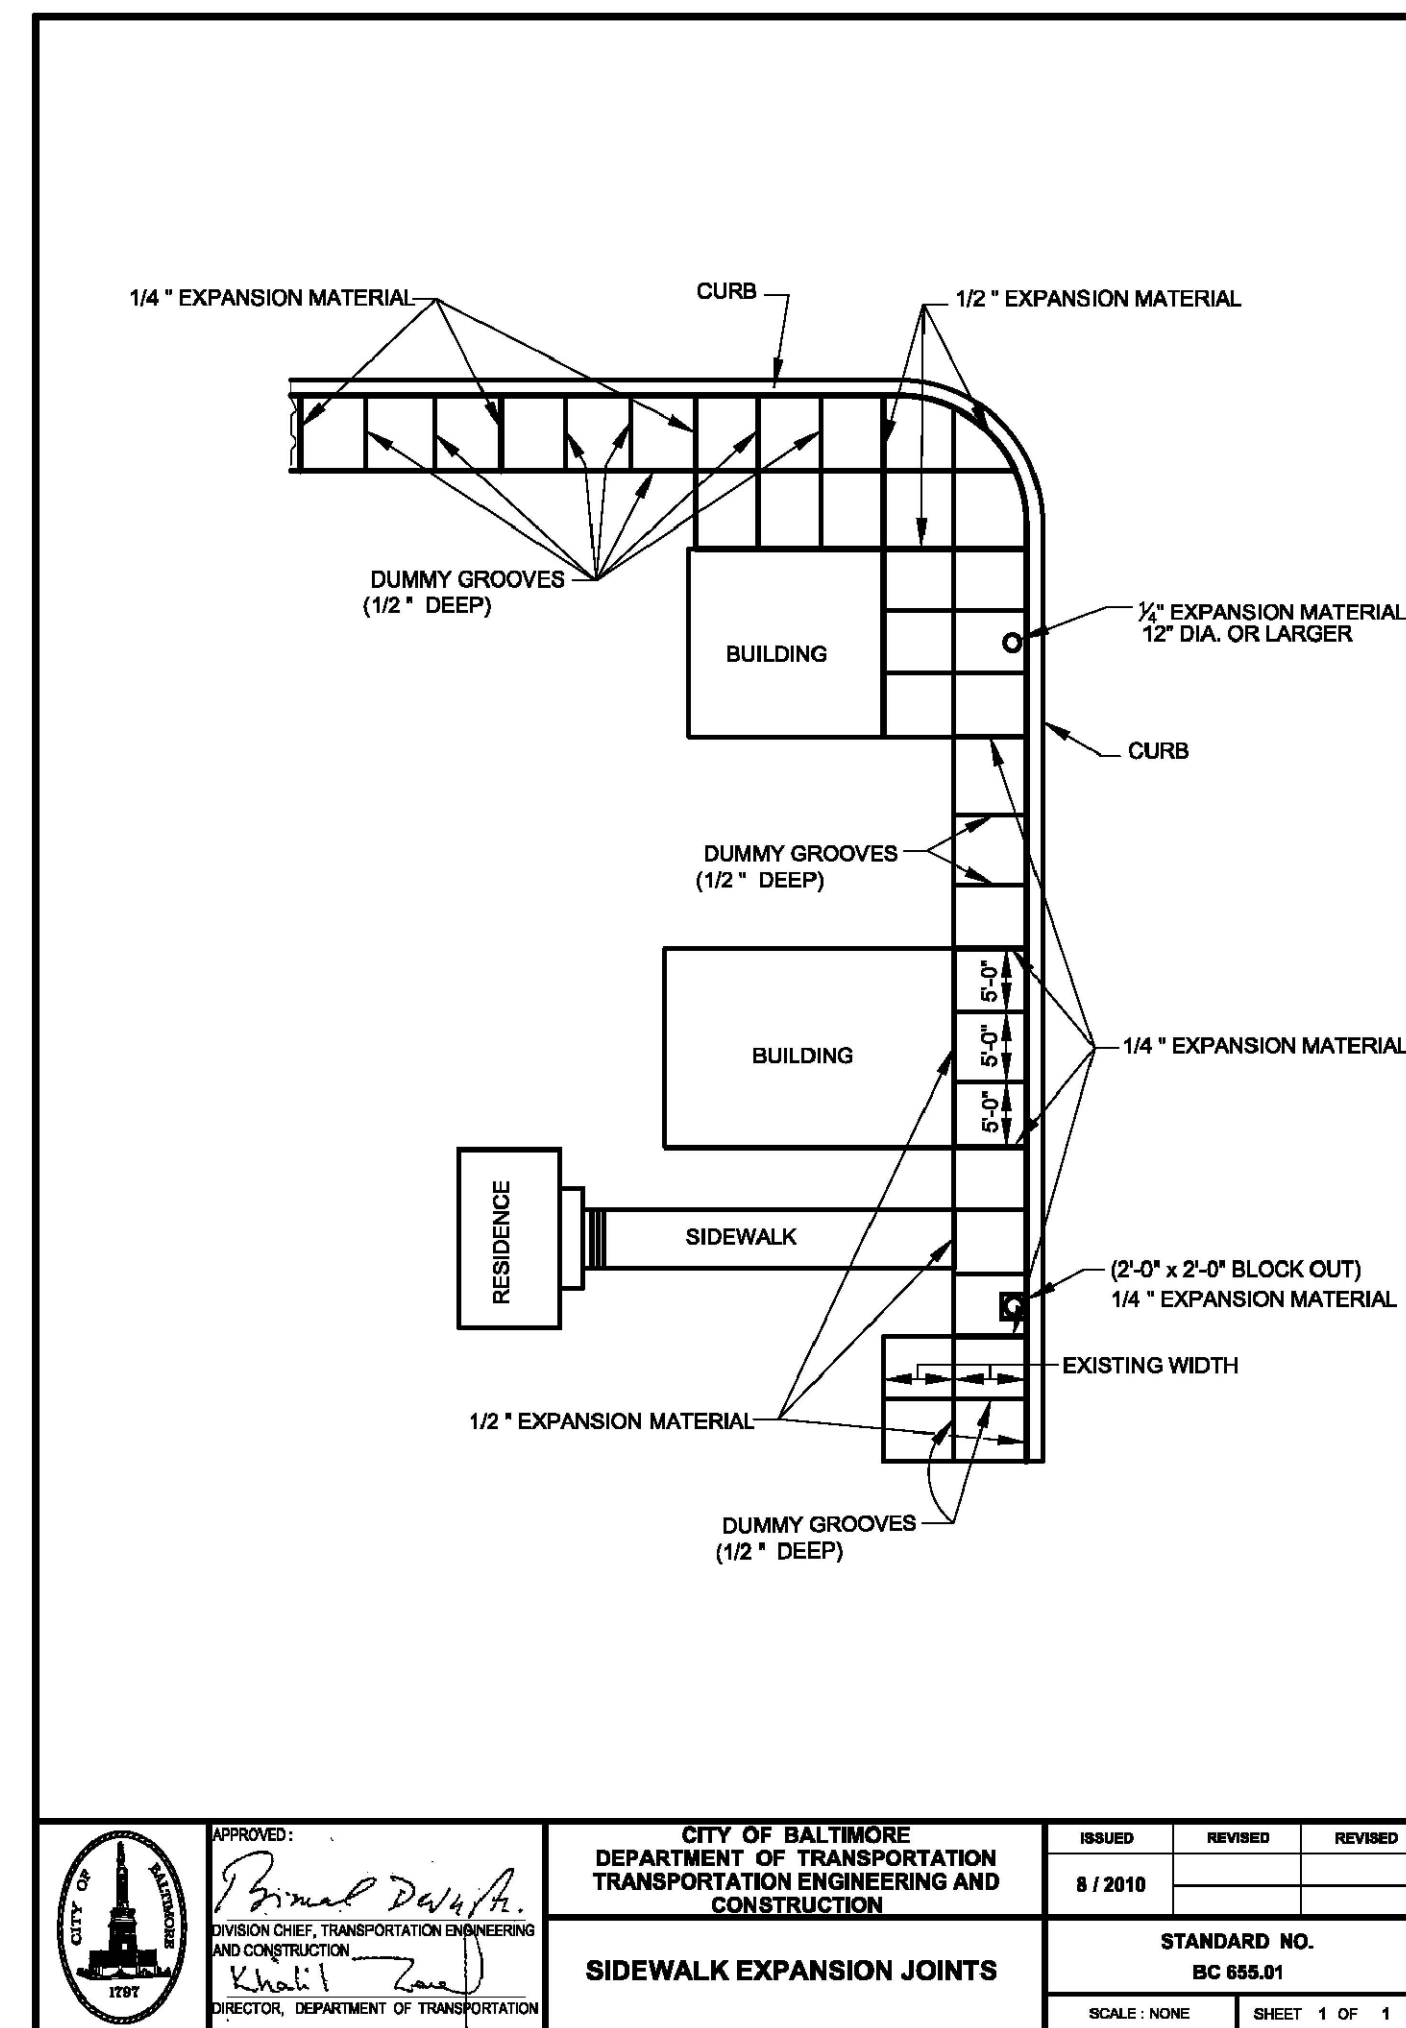 1/4 " EXPANSION MATERIAL
CURB
1/2 " EXPANSION MATERIAL
DUMMY GROOVES
(1/2 " DEEP)
BUILDING
¼" EXPANSION MATERIAL
12" DIA. OR LARGER
CURB
DUMMY GROOVES
(1/2 " DEEP)
5'-0"
5'-0"
5'-0"
BUILDING
1/4 " EXPANSION MATERIAL
RESIDENCE
SIDEWALK
(2'-0" x 2'-0" BLOCK OUT)
1/4 " EXPANSION MATERIAL
EXISTING WIDTH
1/2 " EXPANSION MATERIAL
DUMMY GROOVES
(1/2 " DEEP)
CITY OF BALTIMORE
1797
APPROVED:
DIVISION CHIEF, TRANSPORTATION ENGINEERING
AND CONSTRUCTION
Khalil
DIRECTOR, DEPARTMENT OF TRANSPORTATION
CITY OF BALTIMORE
DEPARTMENT OF TRANSPORTATION
TRANSPORTATION ENGINEERING AND
CONSTRUCTION
SIDEWALK EXPANSION JOINTS
ISSUED
REVISED
REVISED
8 / 2010
STANDARD NO.
BC 655.01
SCALE : NONE
SHEET 1 OF 1